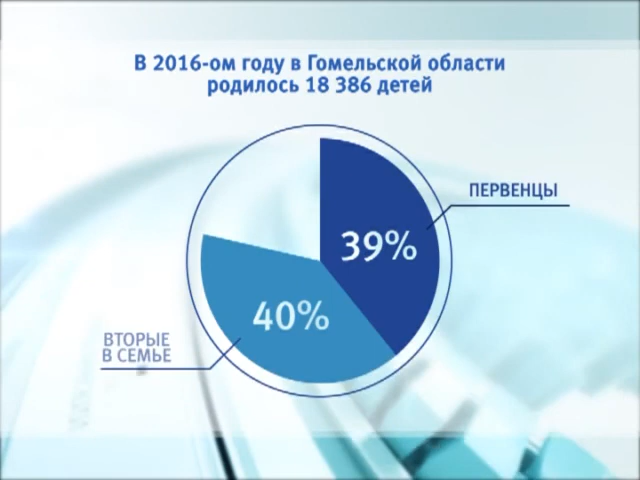 В 2016-ом году в Гомельской области
родилось 18 386 детей
ПЕРВЕНЦЫ
39%
40%
ВТОРЫЕ
В СЕМЬЕ